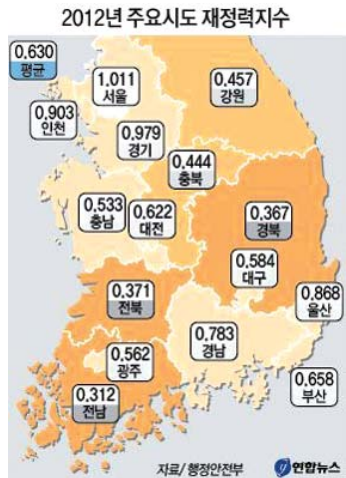 2012년 주요시도 재정력지수
0.630
평균
1.011
서울
0.457
강원
0.903
인천
0.979
경기
0.444
충북
0.533
충남
0.622
대전
0.367
경북
0.584
대구
0.371
전북
0.868
울산
0.783
경남
0.562
광주
0.658
부산
0.312
전남
자료/ 행정안전부
연합뉴스